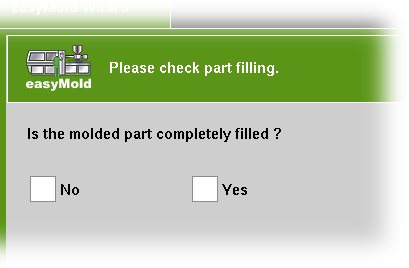 easyMold Wizard
easyMold
Please check part filling.
Is the molded part completely filled ?
No
Yes